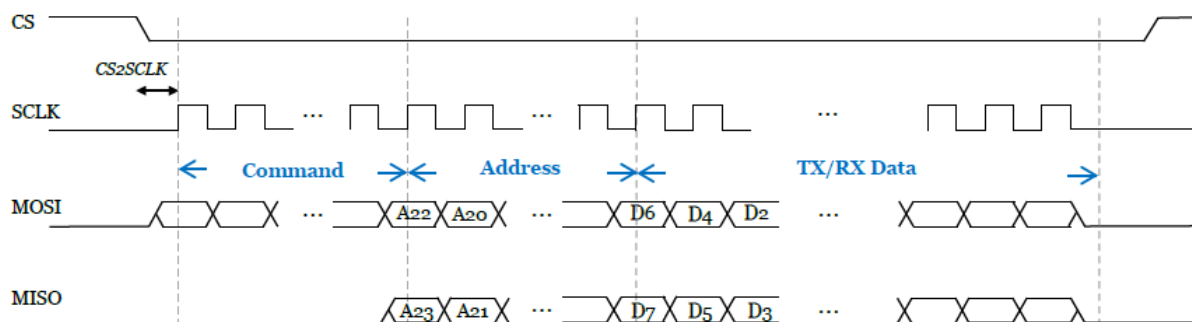 CS
CS2SCLK
SCLK ... ... ...
Command Address TX/RX Data
MOSI ... A22 A20 ... D6 D4 D2 ...
MISO A23 A21 ... D7 D5 D3 ...